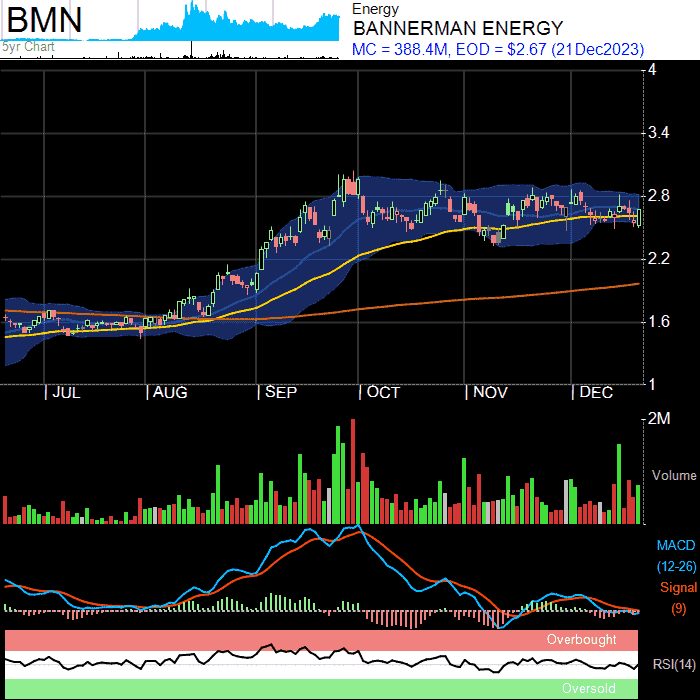 BMN
5yr Chart
Energy
BANNERMAN ENERGY
MC = 388.4M, EOD = $2.67 (21Dec2023)
4
3.4
2.8
2.2
1.6
1
| JUL | AUG | SEP | OCT | NOV | DEC
2M
Volume
MACD
(12-26)
Signal
(9)
Overbought
RSI(14)
Oversold